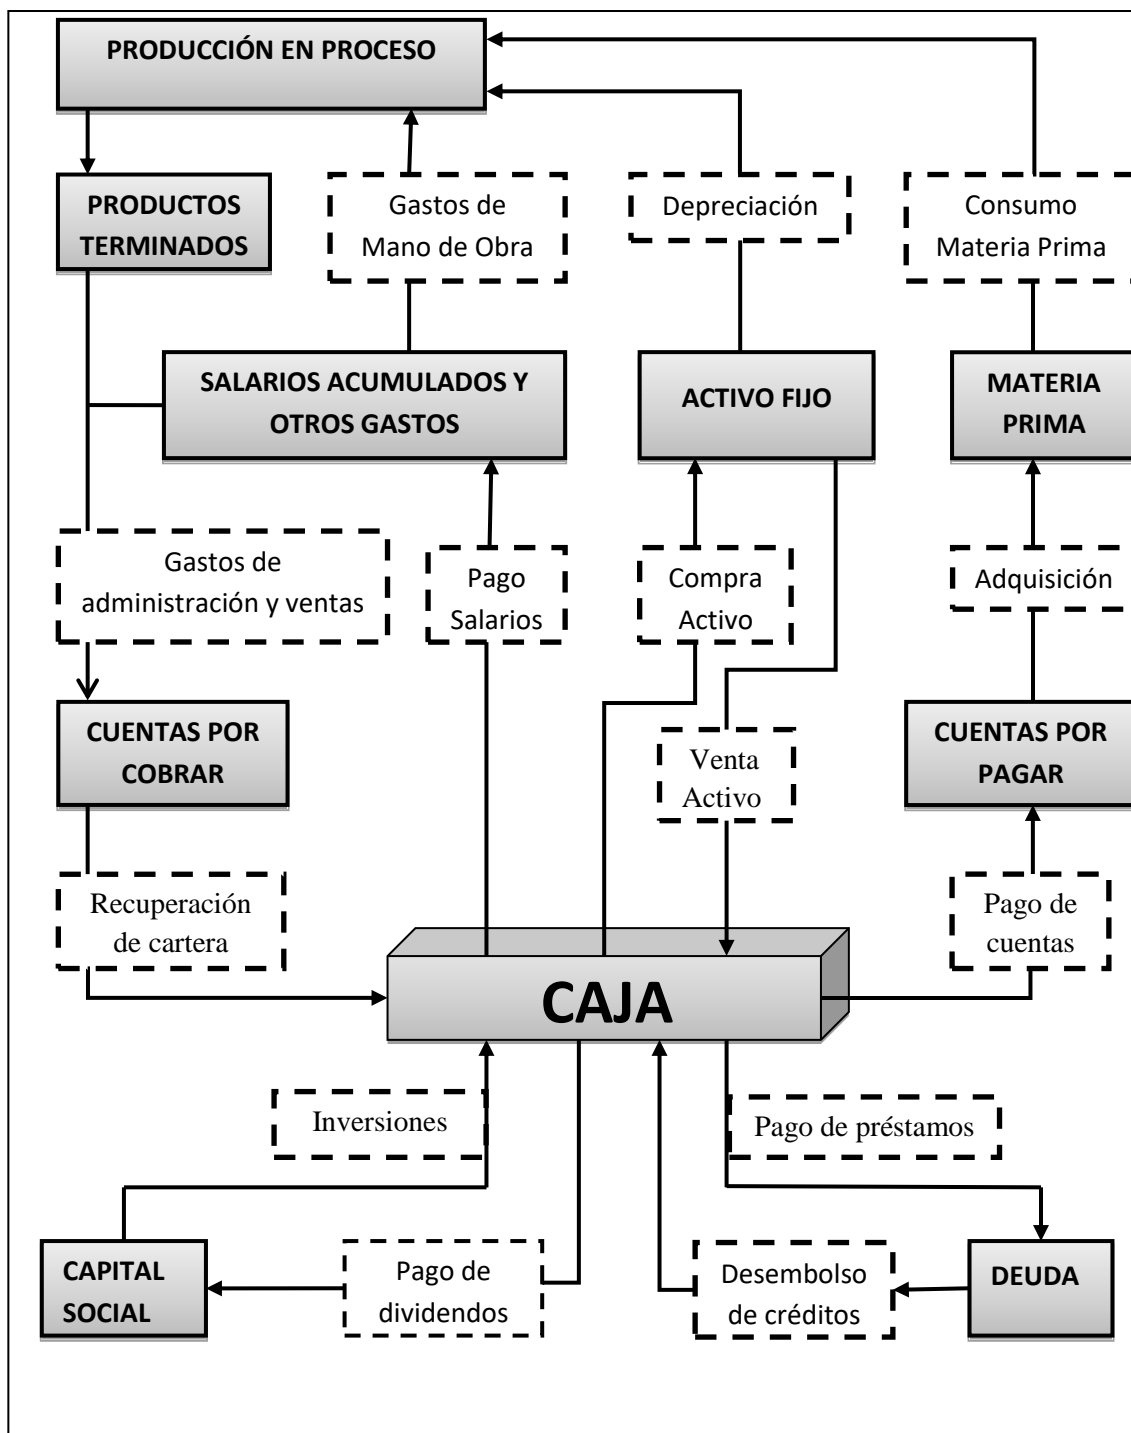 PRODUCCIÓN EN PROCESO
PRODUCTOS
TERMINADOS
Gastos de
Mano de Obra
Depreciación
Consumo
Materia Prima
SALARIOS ACUMULADOS Y
OTROS GASTOS
ACTIVO FIJO
MATERIA
PRIMA
Gastos de
administración y ventas
Pago
Salarios
Compra
Activo
Adquisición
CUENTAS POR
COBRAR
Venta
Activo
CUENTAS POR
PAGAR
Recuperación
de cartera
Pago de
cuentas
CAJA
Inversiones
Pago de préstamos
CAPITAL
SOCIAL
Pago de
dividendos
Desembolso
de créditos
DEUDA